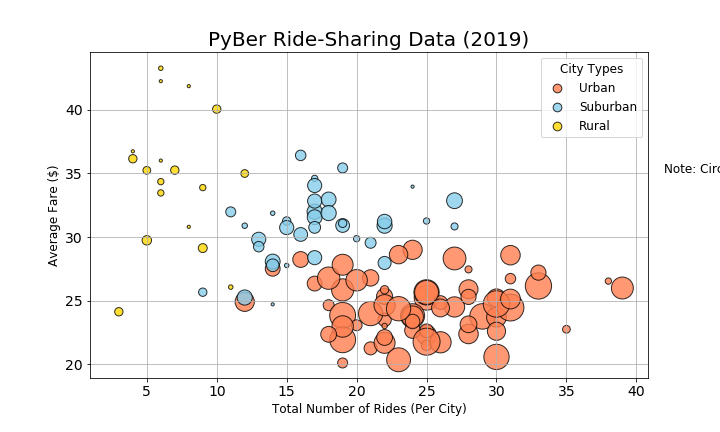 PyBer Ride-Sharing Data (2019)
City Types
Urban
Suburban
Rural
Note:
Average Fare ($)
40
35
30
25
20
5 10 15 20 25 30 35 40
Total Number of Rides (Per City)